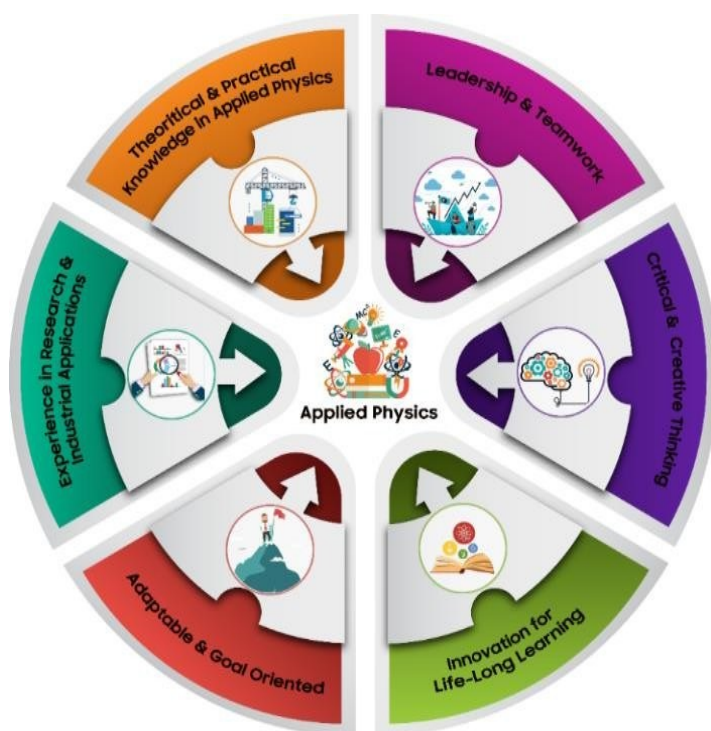 Theoritical & Practical
Knowledge in Applied Physics
Leadership & Teamwork
Critical & Creative Thinking
Innovation for
Life-Long Learning
Adaptable & Goal Oriented
Experience in Research &
Industrial Applications
Applied Physics